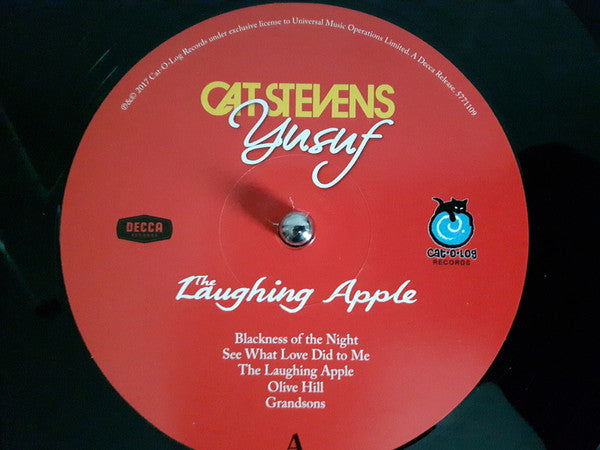 ℗&© 2017 Cat-O-Log Records under exclusive license to Universal Music Operations Limited. A Decca Release. 5771109
CAT STEVENS
Yusuf
DECCA
RECORDS
CAT-O-LOG
RECORDS
The Laughing Apple
Blackness of the Night
See What Love Did to Me
The Laughing Apple
Olive Hill
Grandsons
A